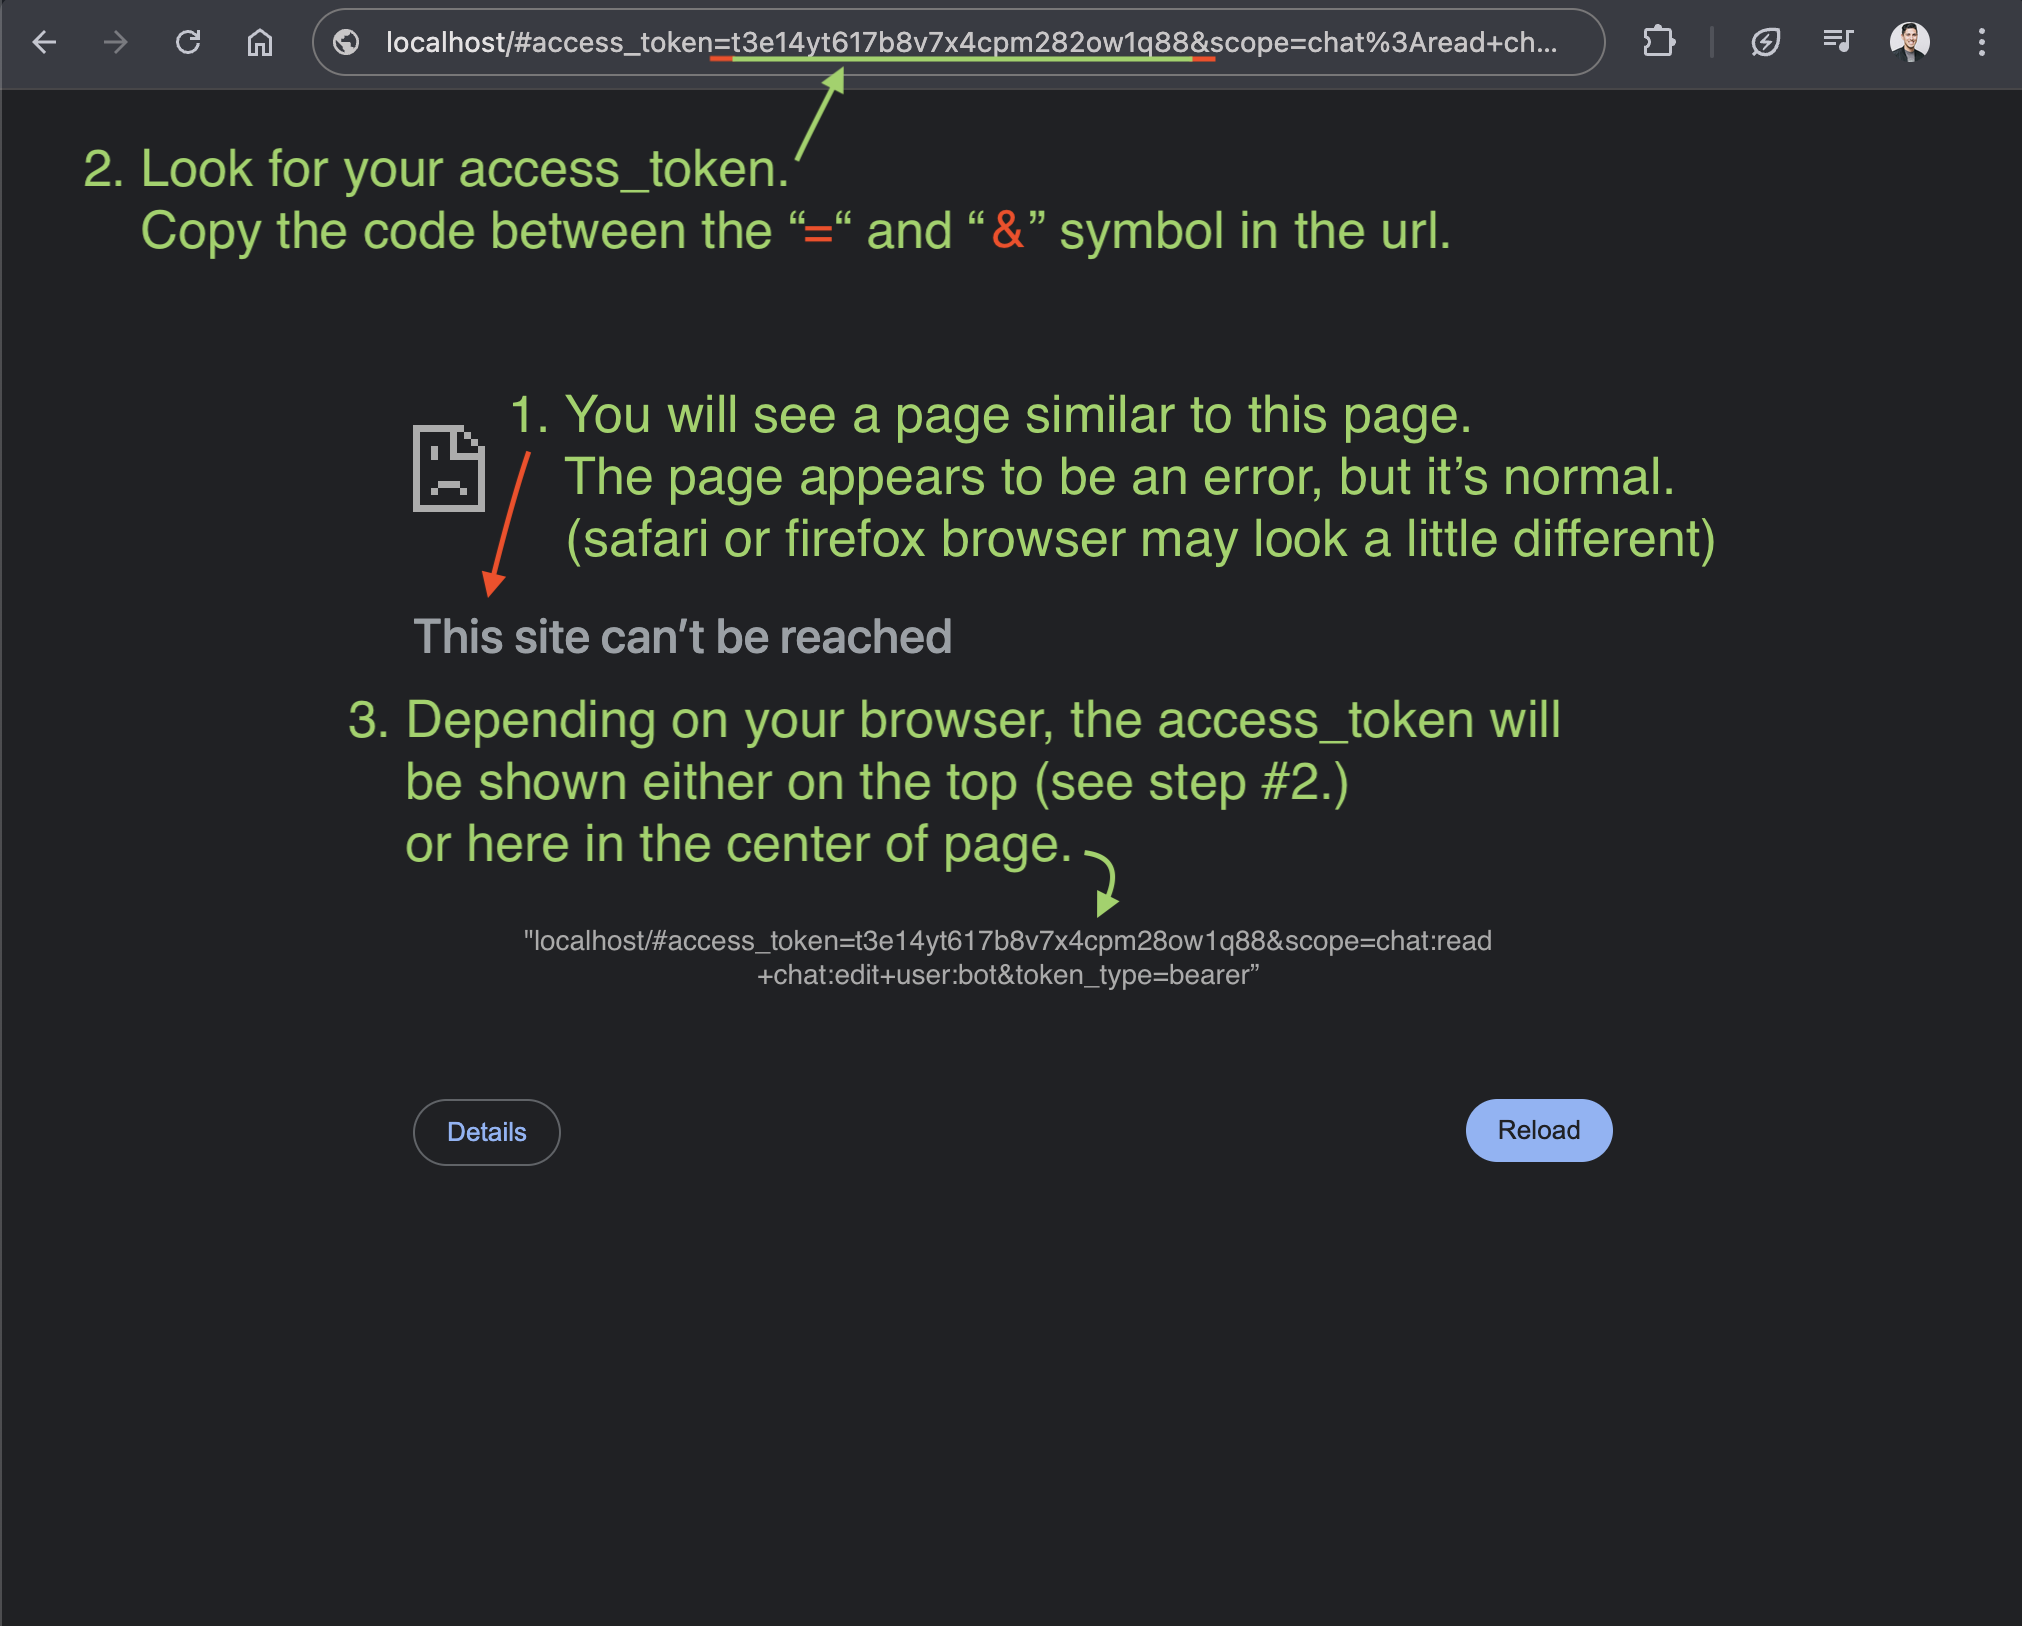 localhost/#access_token=t3e14yt617b8v7x4cpm282ow1q88&scope=chat%3Aread+ch...
2. Look for your access_token.
Copy the code between the “=“ and “&” symbol in the url.
1. You will see a page similar to this page.
The page appears to be an error, but it’s normal.
(safari or firefox browser may look a little different)
This site can’t be reached
3. Depending on your browser, the access_token will
be shown either on the top (see step #2.)
or here in the center of page.
"localhost/#access_token=t3e14yt617b8v7x4cpm28ow1q88&scope=chat:read
+chat:edit+user:bot&token_type=bearer”
Details
Reload